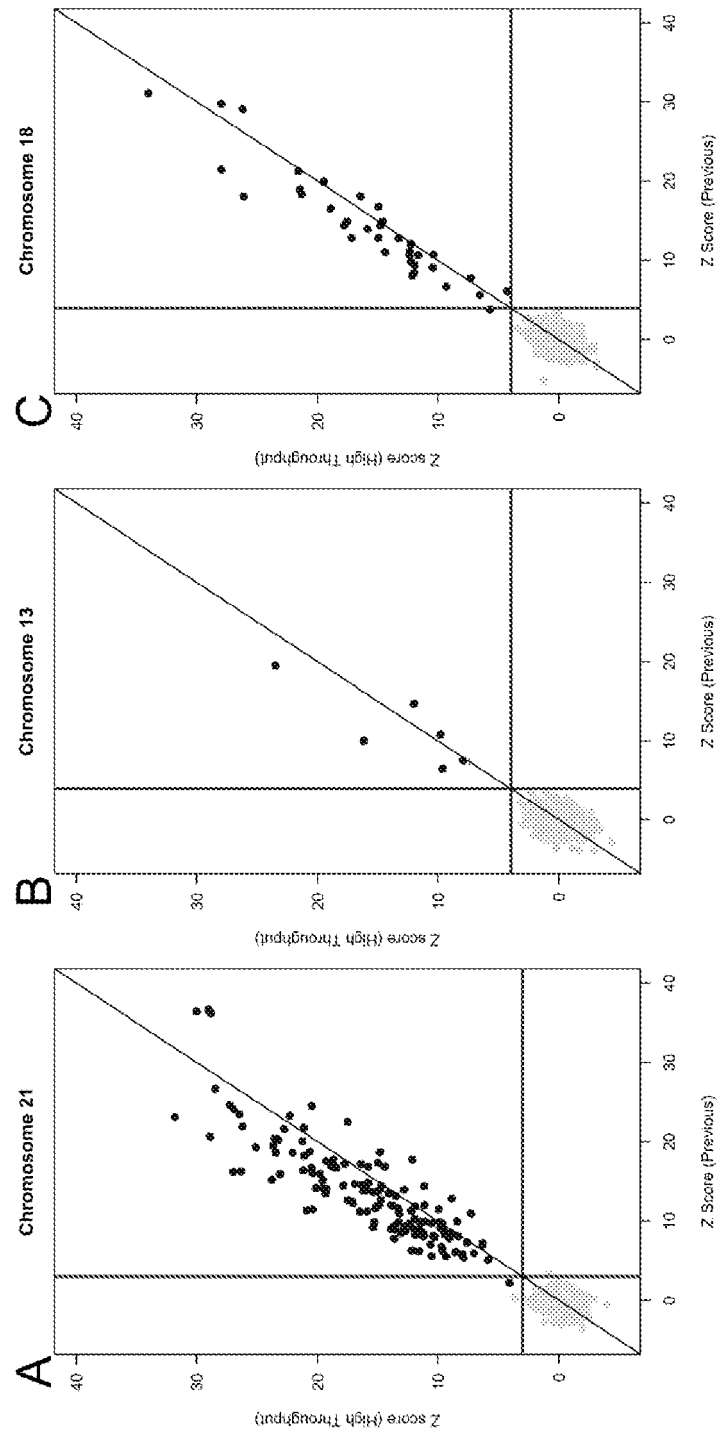 A
Chromosome 21
Z score (High Throughput)
40
30
20
10
0
0 10 20 30 40
Z Score (Previous)
B
Chromosome 13
Z score (High Throughput)
40
30
20
10
0
0 10 20 30 40
Z Score (Previous)
C
Chromosome 18
Z score (High Throughput)
40
30
20
10
0
0 10 20 30 40
Z Score (Previous)